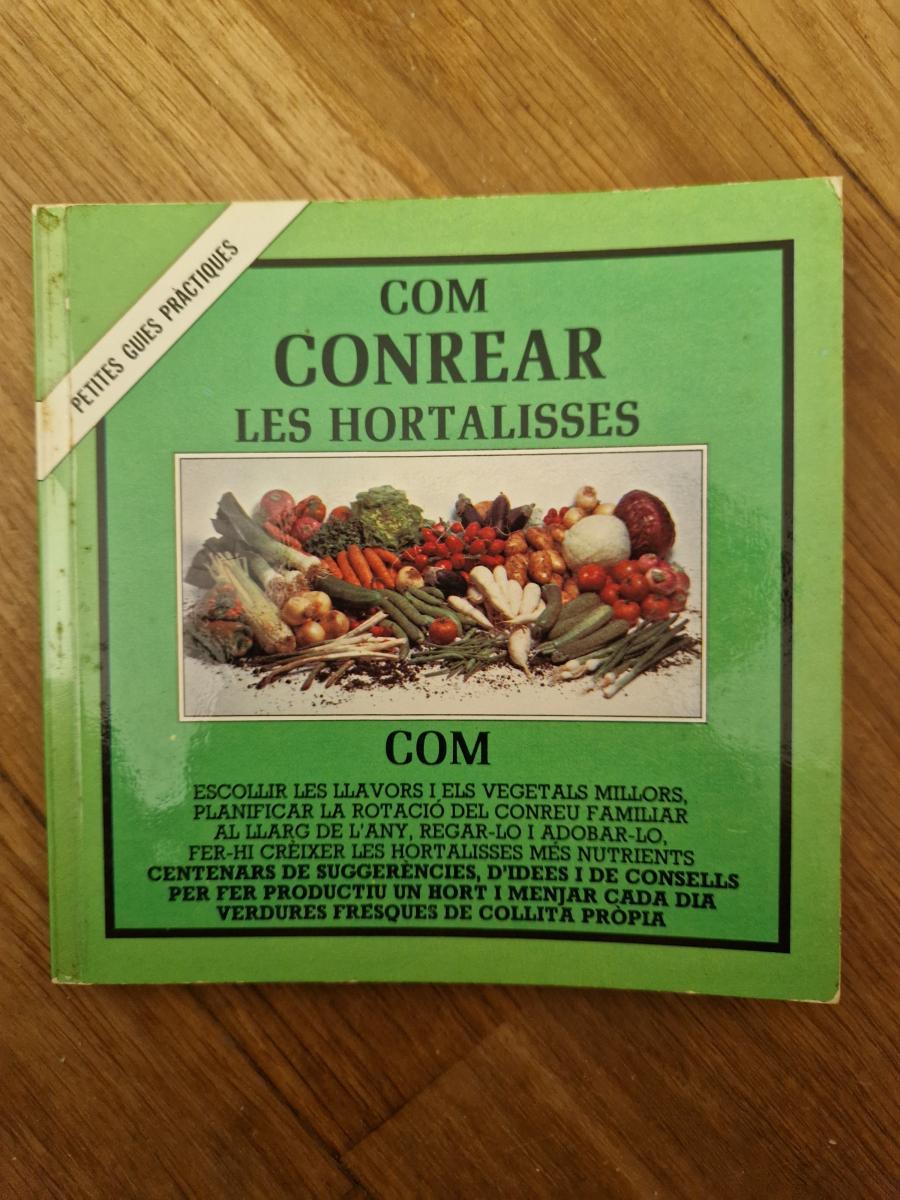 PETITES GUIES PRÀCTIQUES
COM
CONREAR
LES HORTALISSES
COM
ESCOLLIR LES LLAVORS I ELS VEGETALS MILLORS,
PLANIFICAR LA ROTACIÓ DEL CONREU FAMILIAR
AL LLARG DE L'ANY, REGAR-LO I ADOBAR-LO,
FER-HI CRÈIXER LES HORTALISSES MÉS NUTRIENTS
CENTENARS DE SUGGERÈNCIES, D'IDEES I DE CONSELLS
PER FER PRODUCTIU UN HORT I MENJAR CADA DIA
VERDURES FRESQUES DE COLLITA PRÒPIA